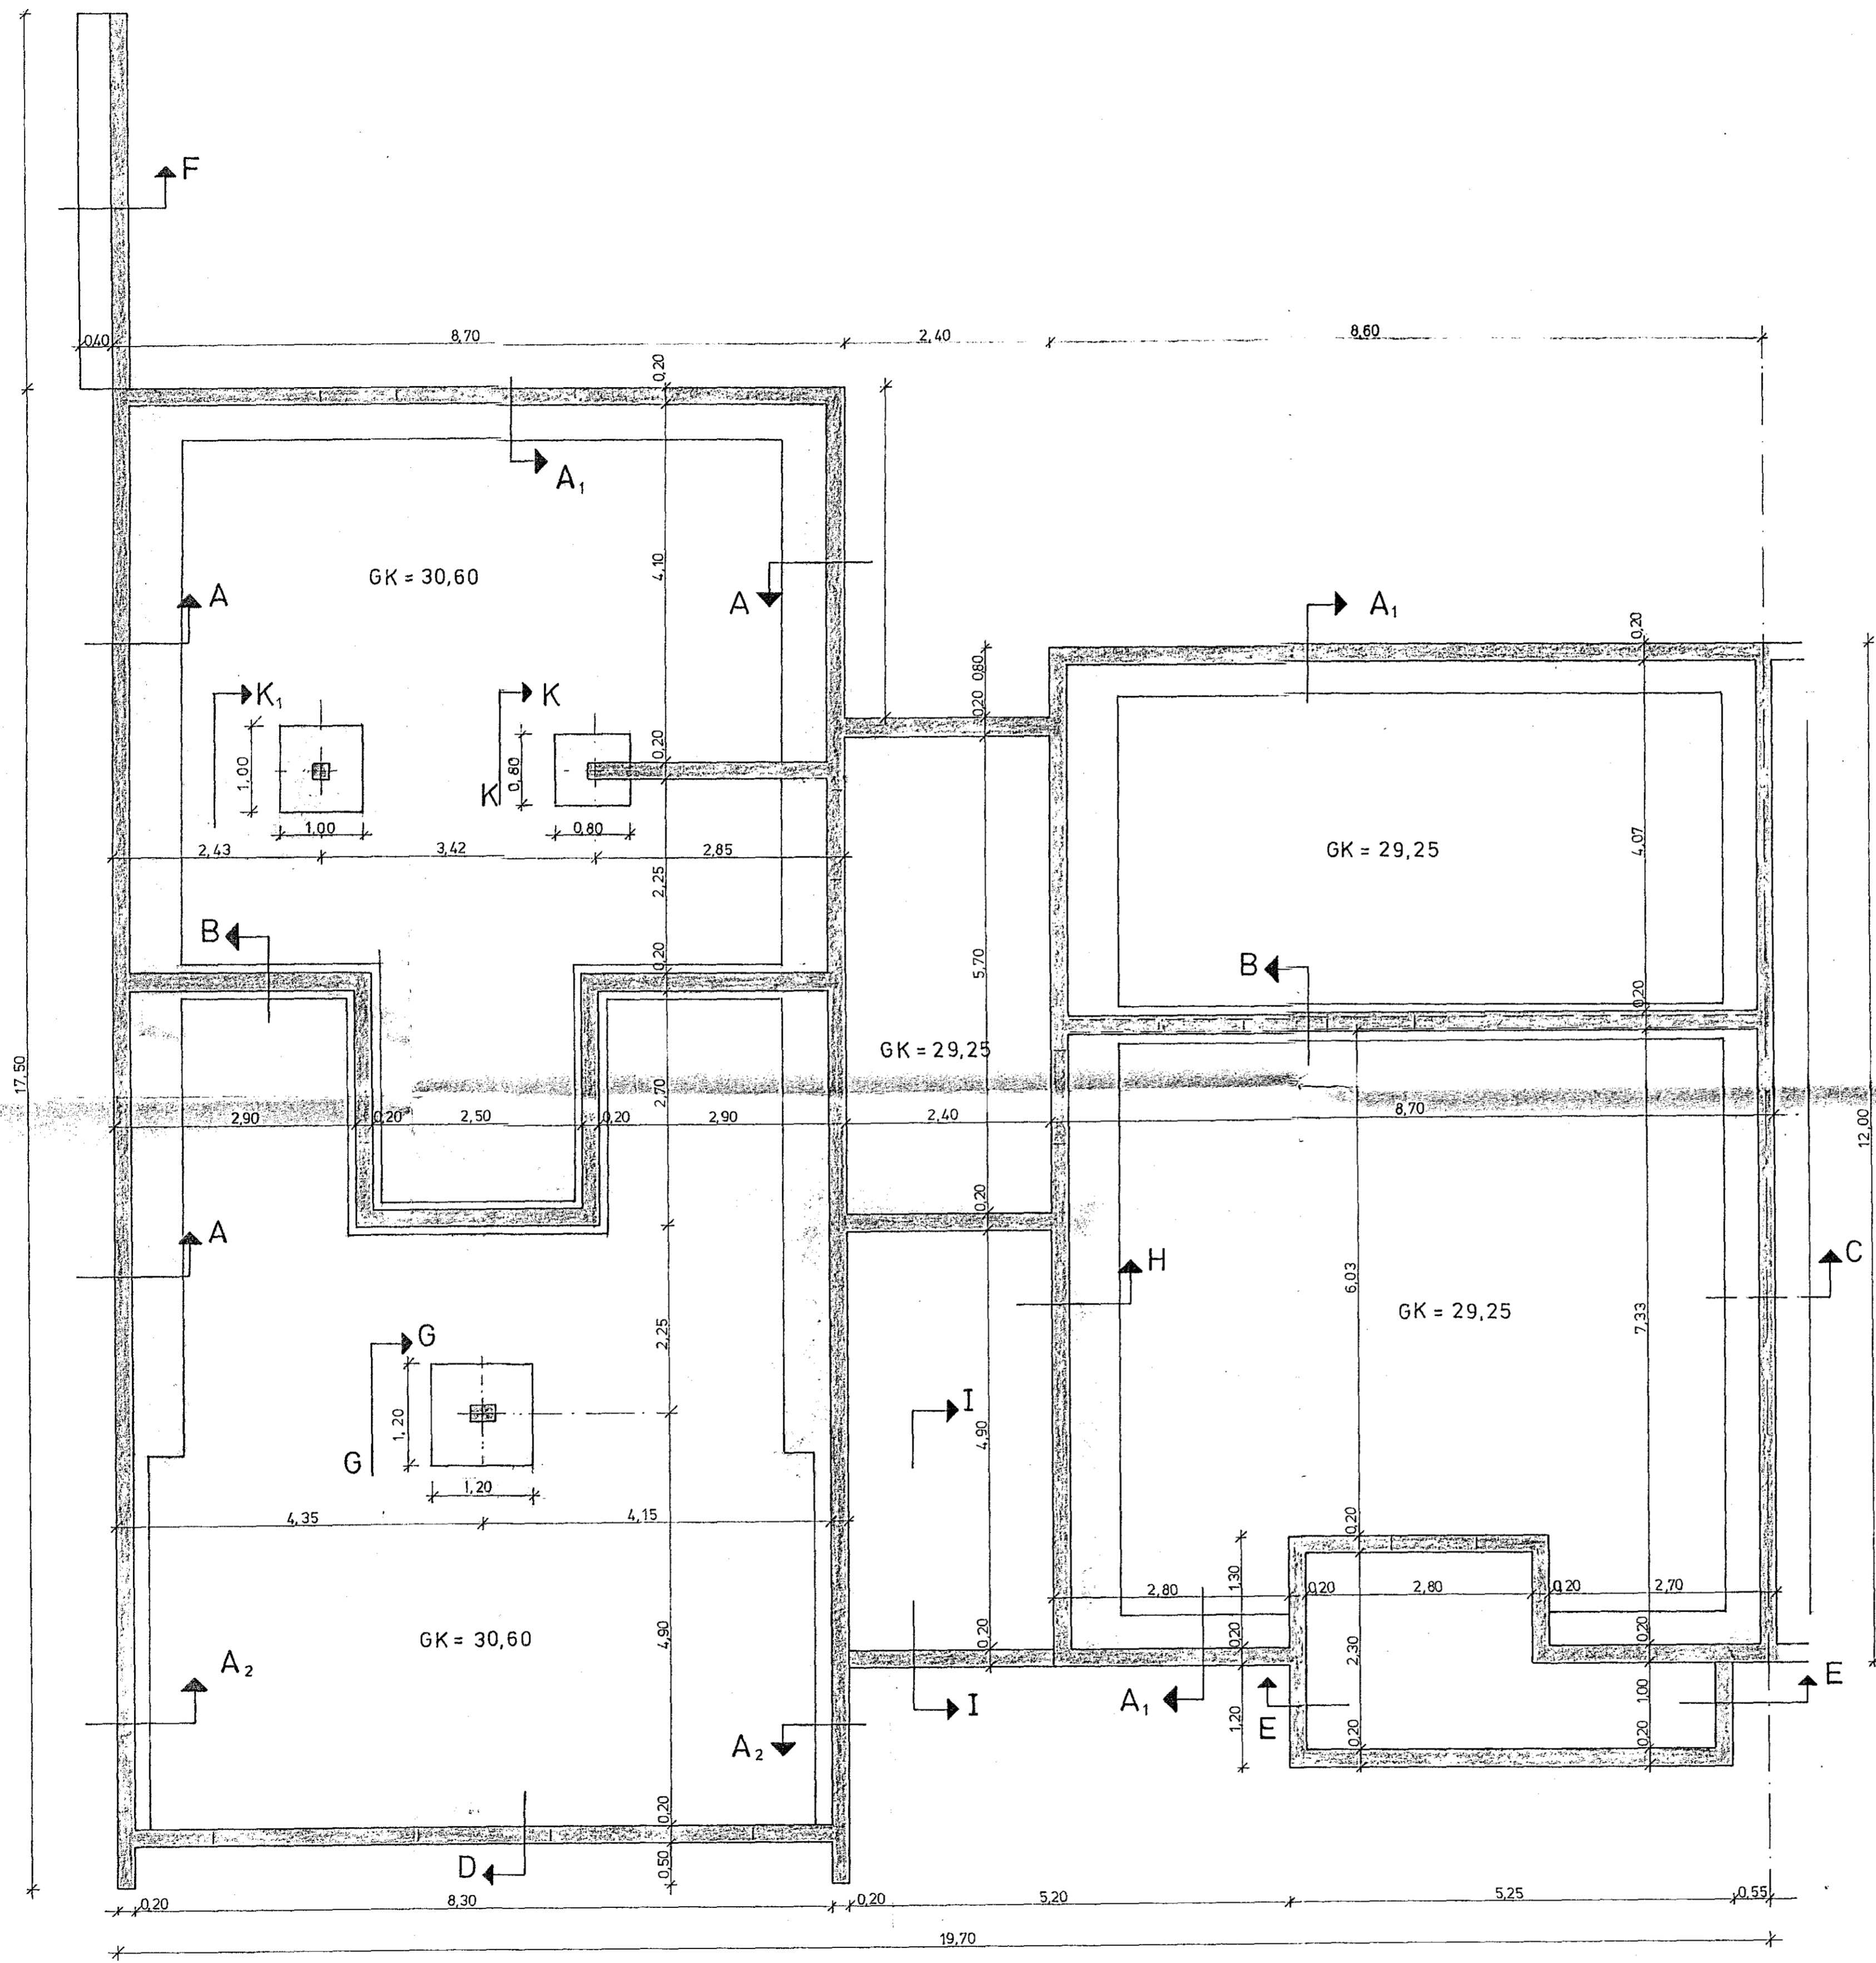 F
0,40
8,70
2,40
8,60
0,20
A₁
4,10
GK = 30,60
A
A
A₁
0,20
0,80
0,20
K₁
K
1,00
0,80
K
0,20
1,00
0,80
2,43
3,42
2,85
2,25
GK = 29,25
4,07
B
0,20
5,70
B
0,20
GK = 29,25
17,50
2,70
2,90
0,20
2,50
0,20
2,90
2,40
8,70
12,00
0,20
A
H
C
6,03
GK = 29,25
7,33
G
2,25
1,20
G
1,20
I
4,90
4,35
4,15
0,20
2,80
1,30
0,20
2,80
0,20
2,70
GK = 30,60
4,90
0,20
0,20
2,30
0,20
A₂
A₁
I
E
E
1,00
1,20
A₂
0,20
0,20
0,20
D
0,50
0,20
8,30
0,20
5,20
5,25
0,55
19,70